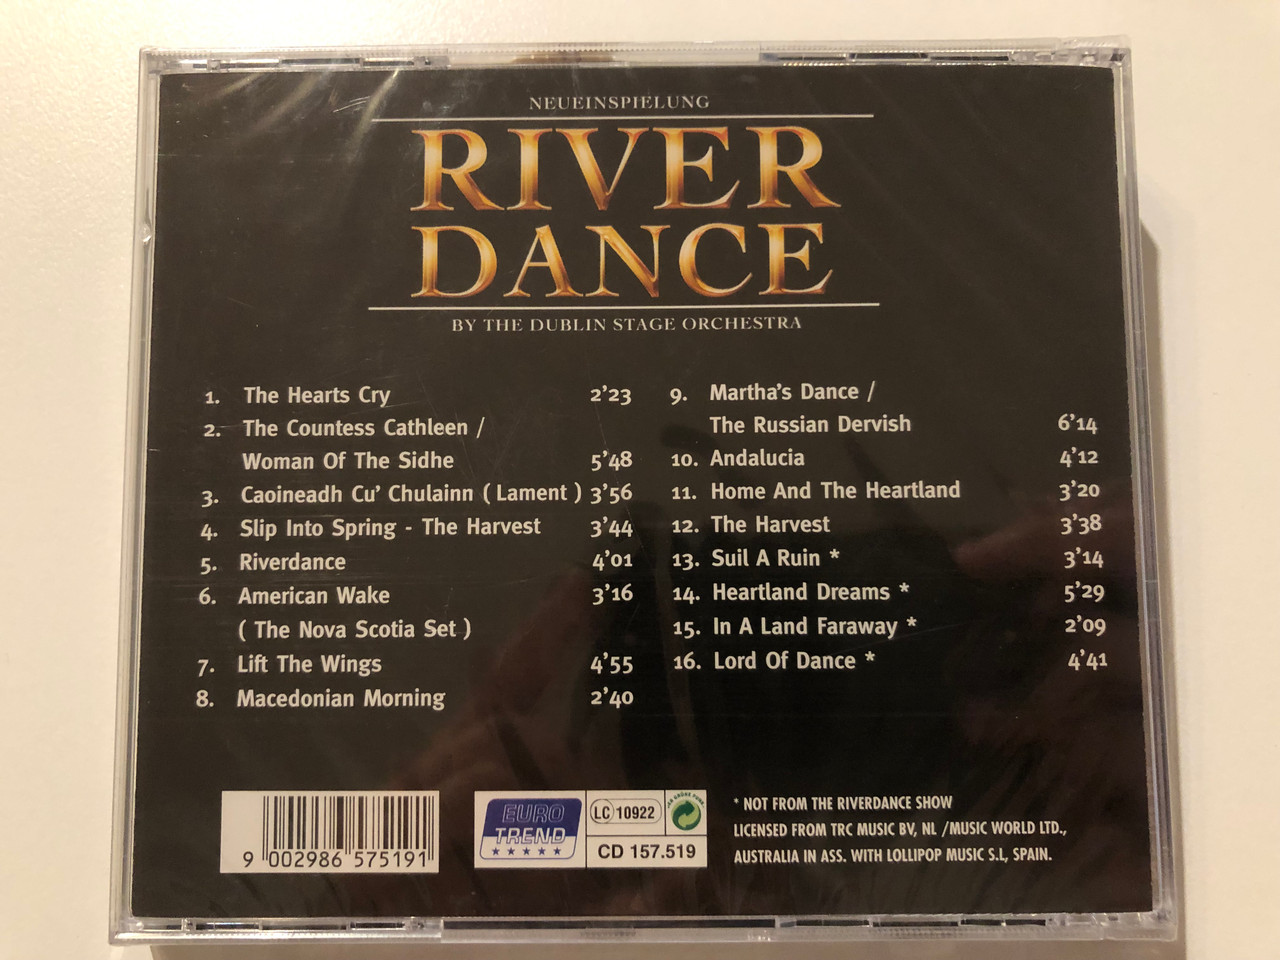 NEUEINSPIELUNG
RIVER
DANCE
BY THE DUBLIN STAGE ORCHESTRA
1. The Hearts Cry 2'23
2. The Countess Cathleen /
Woman Of The Sidhe 5'48
3. Caoineadh Cu' Chulainn ( Lament ) 3'56
4. Slip Into Spring - The Harvest 3'44
5. Riverdance 4'01
6. American Wake 3'16
( The Nova Scotia Set )
7. Lift The Wings 4'55
8. Macedonian Morning 2'40
9. Martha's Dance /
The Russian Dervish 6'14
10. Andalucia 4'12
11. Home And The Heartland 3'20
12. The Harvest 3'38
13. Suil A Ruin * 3'14
14. Heartland Dreams * 5'29
15. In A Land Faraway * 2'09
16. Lord Of Dance * 4'41
9 002986 575191
EURO
TREND
LC 10922
DER GRÜNE PUNKT
CD 157.519
* NOT FROM THE RIVERDANCE SHOW
LICENSED FROM TRC MUSIC BV, NL /MUSIC WORLD LTD.,
AUSTRALIA IN ASS. WITH LOLLIPOP MUSIC S.L, SPAIN.